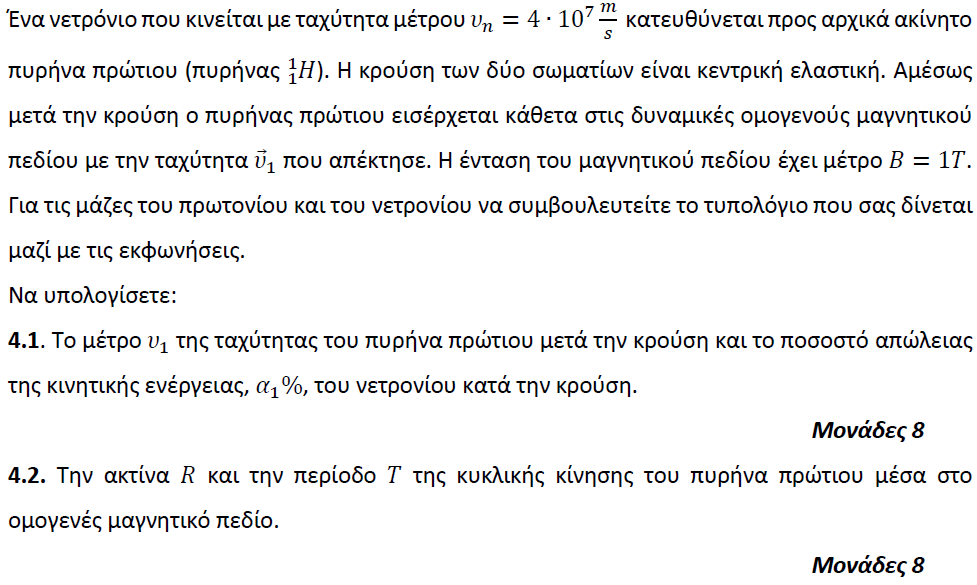 Ένα νετρόνιο που κινείται με ταχύτητα μέτρου $v_n = 4 \cdot 10^7 \frac{m}{s}$ κατευθύνεται προς αρχικά ακίνητο
πυρήνα πρώτιου (πυρήνας ${}^1_1H$). Η κρούση των δύο σωματίων είναι κεντρική ελαστική. Αμέσως
μετά την κρούση ο πυρήνας πρώτιου εισέρχεται κάθετα στις δυναμικές ομογενούς μαγνητικού
πεδίου με την ταχύτητα $\vec{v}_1$ που απέκτησε. Η ένταση του μαγνητικού πεδίου έχει μέτρο $B = 1T$.
Για τις μάζες του πρωτονίου και του νετρονίου να συμβουλευτείτε το τυπολόγιο που σας δίνεται
μαζί με τις εκφωνήσεις.
Να υπολογίσετε:
4.1. Το μέτρο $v_1$ της ταχύτητας του πυρήνα πρώτιου μετά την κρούση και το ποσοστό απώλειας
της κινητικής ενέργειας, $\alpha_1\%$, του νετρονίου κατά την κρούση.
Μονάδες 8
4.2. Την ακτίνα $R$ και την περίοδο $T$ της κυκλικής κίνησης του πυρήνα πρώτιου μέσα στο
ομογενές μαγνητικό πεδίο.
Μονάδες 8